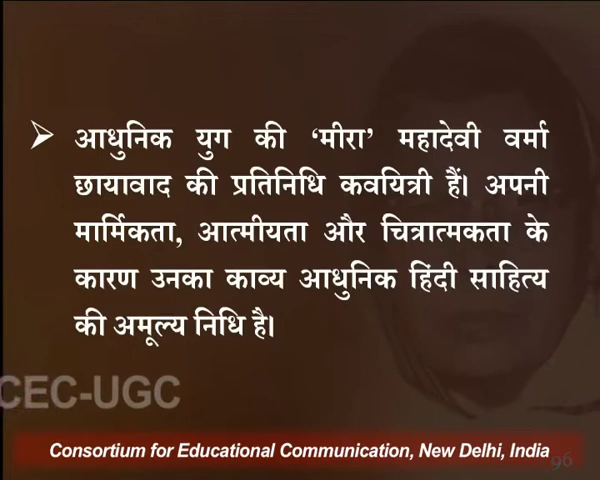 ➢ आधुनिक युग की ‘मीरा’ महादेवी वर्मा
छायावाद की प्रतिनिधि कवयित्री हैं। अपनी
मार्मिकता, आत्मीयता और चित्रात्मकता के
कारण उनका काव्य आधुनिक हिंदी साहित्य
की अमूल्य निधि है।
CEC-UGC
Consortium for Educational Communication, New Delhi, India
96